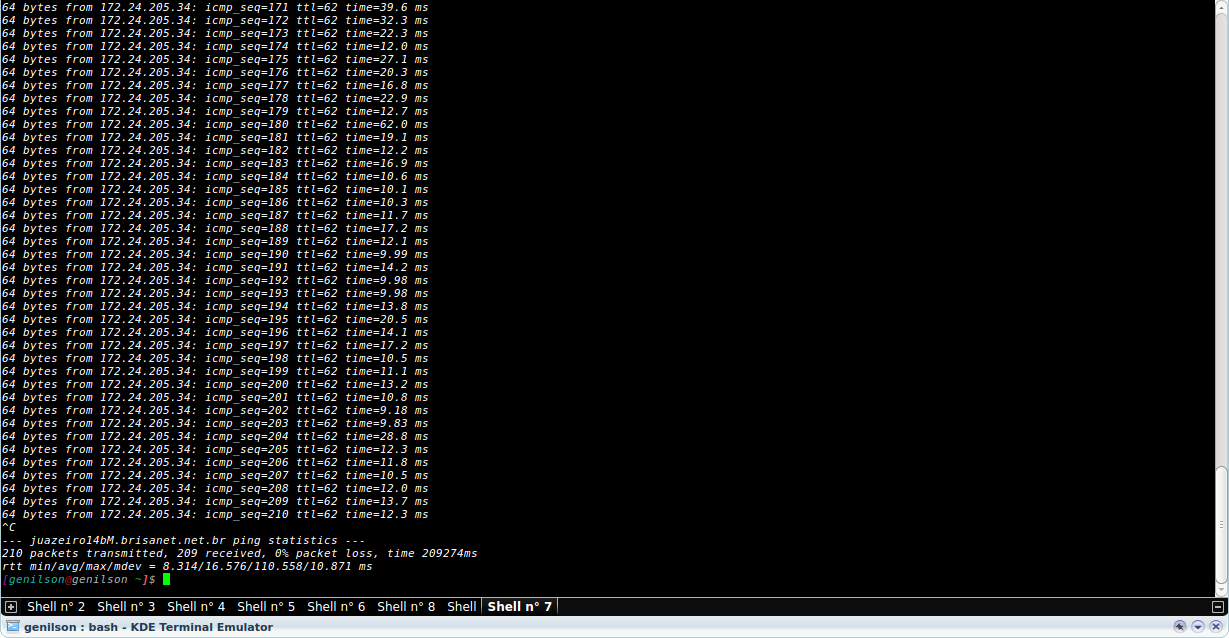 64 bytes from 172.24.205.34: icmp_seq=171 ttl=62 time=39.6 ms
64 bytes from 172.24.205.34: icmp_seq=172 ttl=62 time=32.3 ms
64 bytes from 172.24.205.34: icmp_seq=173 ttl=62 time=22.3 ms
64 bytes from 172.24.205.34: icmp_seq=174 ttl=62 time=12.0 ms
64 bytes from 172.24.205.34: icmp_seq=175 ttl=62 time=27.1 ms
64 bytes from 172.24.205.34: icmp_seq=176 ttl=62 time=20.3 ms
64 bytes from 172.24.205.34: icmp_seq=177 ttl=62 time=16.8 ms
64 bytes from 172.24.205.34: icmp_seq=178 ttl=62 time=22.9 ms
64 bytes from 172.24.205.34: icmp_seq=179 ttl=62 time=12.7 ms
64 bytes from 172.24.205.34: icmp_seq=180 ttl=62 time=62.0 ms
64 bytes from 172.24.205.34: icmp_seq=181 ttl=62 time=19.1 ms
64 bytes from 172.24.205.34: icmp_seq=182 ttl=62 time=12.2 ms
64 bytes from 172.24.205.34: icmp_seq=183 ttl=62 time=16.9 ms
64 bytes from 172.24.205.34: icmp_seq=184 ttl=62 time=10.6 ms
64 bytes from 172.24.205.34: icmp_seq=185 ttl=62 time=10.1 ms
64 bytes from 172.24.205.34: icmp_seq=186 ttl=62 time=10.3 ms
64 bytes from 172.24.205.34: icmp_seq=187 ttl=62 time=11.7 ms
64 bytes from 172.24.205.34: icmp_seq=188 ttl=62 time=17.2 ms
64 bytes from 172.24.205.34: icmp_seq=189 ttl=62 time=12.1 ms
64 bytes from 172.24.205.34: icmp_seq=190 ttl=62 time=9.99 ms
64 bytes from 172.24.205.34: icmp_seq=191 ttl=62 time=14.2 ms
64 bytes from 172.24.205.34: icmp_seq=192 ttl=62 time=9.98 ms
64 bytes from 172.24.205.34: icmp_seq=193 ttl=62 time=9.98 ms
64 bytes from 172.24.205.34: icmp_seq=194 ttl=62 time=13.8 ms
64 bytes from 172.24.205.34: icmp_seq=195 ttl=62 time=20.5 ms
64 bytes from 172.24.205.34: icmp_seq=196 ttl=62 time=14.1 ms
64 bytes from 172.24.205.34: icmp_seq=197 ttl=62 time=17.2 ms
64 bytes from 172.24.205.34: icmp_seq=198 ttl=62 time=10.5 ms
64 bytes from 172.24.205.34: icmp_seq=199 ttl=62 time=11.1 ms
64 bytes from 172.24.205.34: icmp_seq=200 ttl=62 time=13.2 ms
64 bytes from 172.24.205.34: icmp_seq=201 ttl=62 time=10.8 ms
64 bytes from 172.24.205.34: icmp_seq=202 ttl=62 time=9.18 ms
64 bytes from 172.24.205.34: icmp_seq=203 ttl=62 time=9.83 ms
64 bytes from 172.24.205.34: icmp_seq=204 ttl=62 time=28.8 ms
64 bytes from 172.24.205.34: icmp_seq=205 ttl=62 time=12.3 ms
64 bytes from 172.24.205.34: icmp_seq=206 ttl=62 time=11.8 ms
64 bytes from 172.24.205.34: icmp_seq=207 ttl=62 time=10.5 ms
64 bytes from 172.24.205.34: icmp_seq=208 ttl=62 time=12.0 ms
64 bytes from 172.24.205.34: icmp_seq=209 ttl=62 time=13.7 ms
64 bytes from 172.24.205.34: icmp_seq=210 ttl=62 time=12.3 ms
^C
--- juazeiro14bM.brisanet.net.br ping statistics ---
210 packets transmitted, 209 received, 0% packet loss, time 209274ms
rtt min/avg/max/mdev = 8.314/16.576/110.558/10.871 ms
[genilson@genilson ~]$
Shell n° 2 Shell n° 3 Shell n° 4 Shell n° 5 Shell n° 6 Shell n° 8 Shell Shell n° 7
genilson : bash - KDE Terminal Emulator